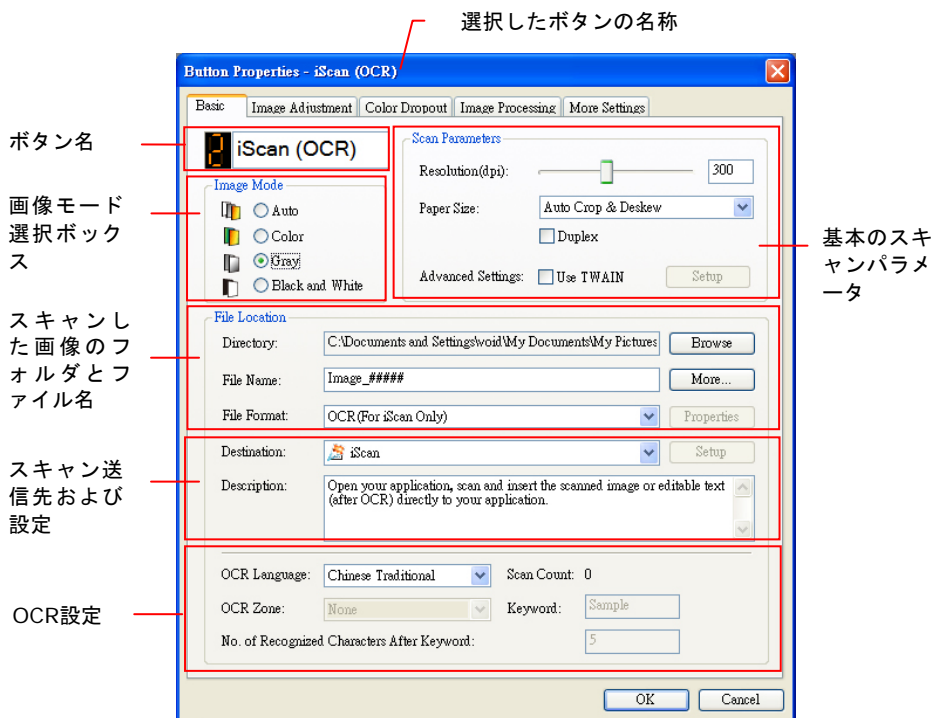 選択したボタンの名称
Button Properties - iScan (OCR)
Basic Image Adjustment Color Dropout Image Processing More Settings
ボタン名
2 iScan (OCR)
画像モード
選択ボック
ス
Image Mode
Auto
Color
Gray
Black and White
Scan Parameters
Resolution(dpi): 300
Paper Size: Auto Crop & Deskew
Duplex
Advanced Settings: Use TWAIN Setup
基本のスキ
ャンパラメ
ータ
スキャンし
た画像のフ
ォルダとフ
ァイル名
File Location
Directory: C:\Documents and Settings\void\My Documents\My Pictures Browse
File Name: Image_##### More...
File Format: OCR(For iScan Only) Properties
スキャン送
信先および
設定
Destination: iScan Setup
Description: Open your application, scan and insert the scanned image or editable text
(after OCR) directly to your application.
OCR設定
OCR Language: Chinese Traditional Scan Count: 0
OCR Zone: None Keyword: Sample
No. of Recognized Characters After Keyword: 5
OK Cancel